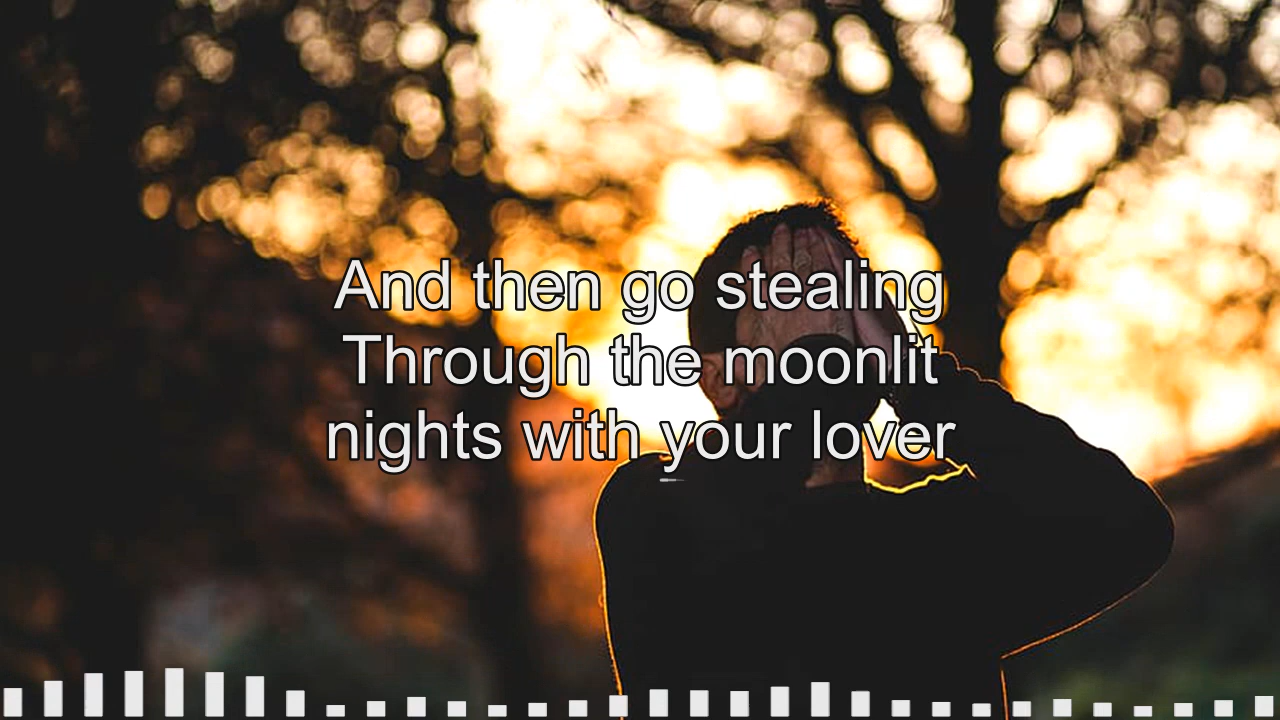 And then go stealing
Through the moonlit
nights with your lover